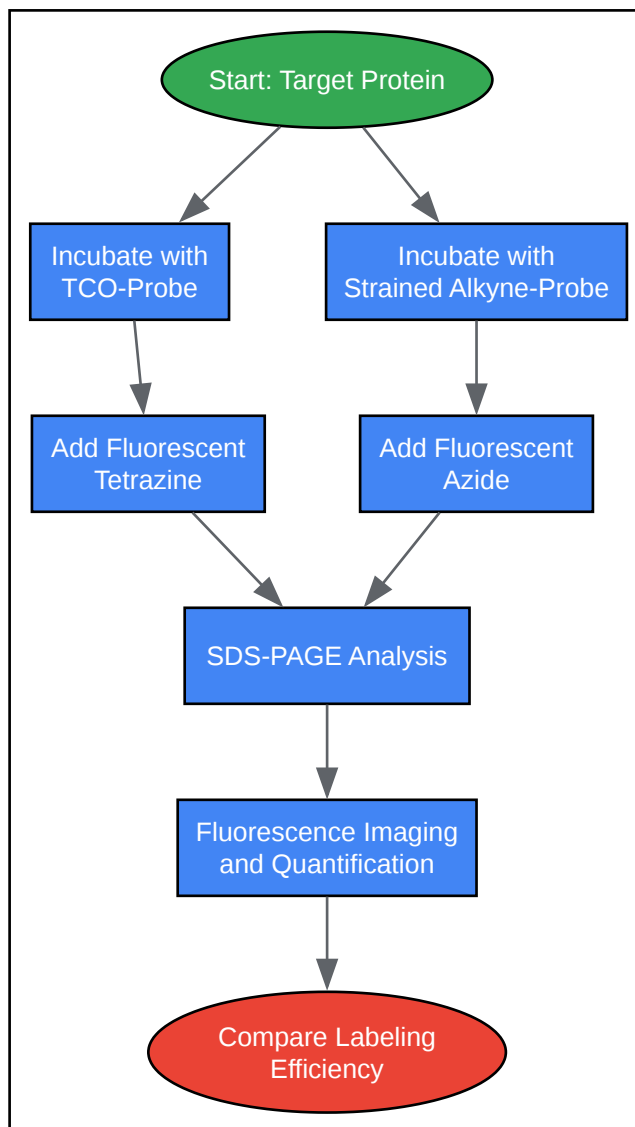 Start: Target Protein
Incubate with
TCO-Probe
Incubate with
Strained Alkyne-Probe
Add Fluorescent
Tetrazine
Add Fluorescent
Azide
SDS-PAGE Analysis
Fluorescence Imaging
and Quantification
Compare Labeling
Efficiency